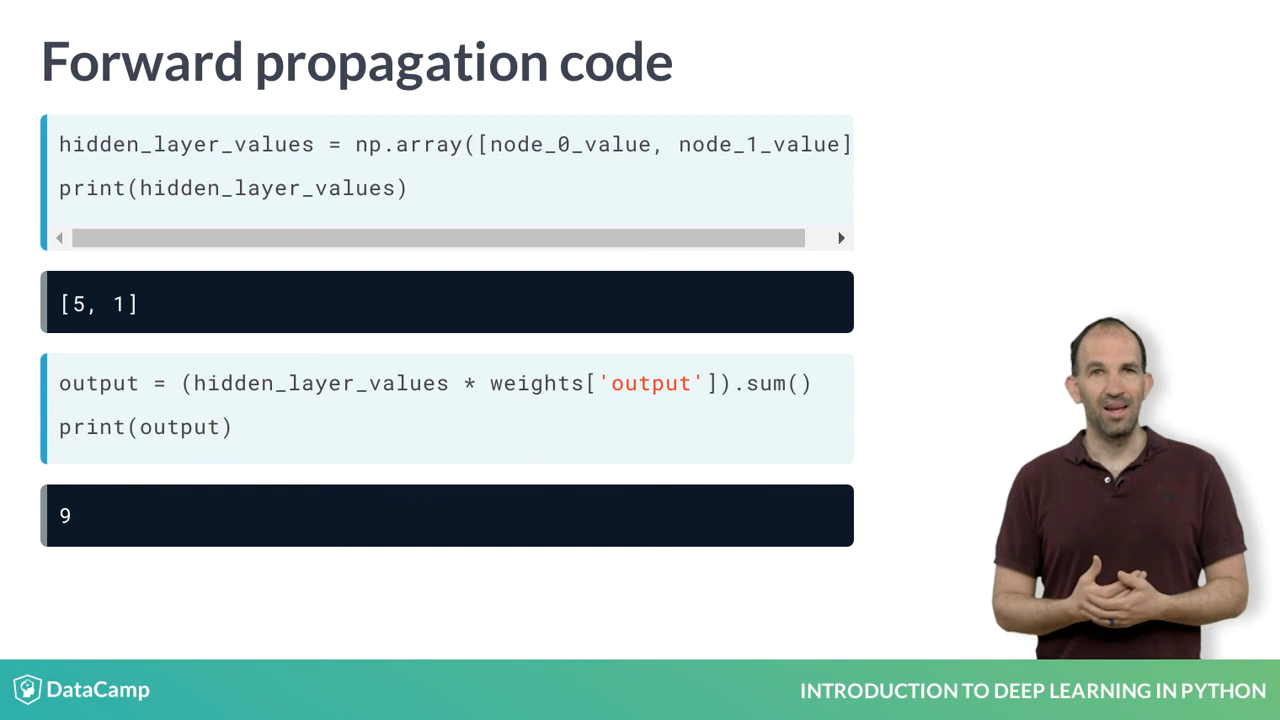 Forward propagation code
hidden_layer_values = np.array([node_0_value, node_1_value]
print(hidden_layer_values)
[5, 1]
output = (hidden_layer_values * weights['output']).sum()
print(output)
9
DataCamp
INTRODUCTION TO DEEP LEARNING IN PYTHON